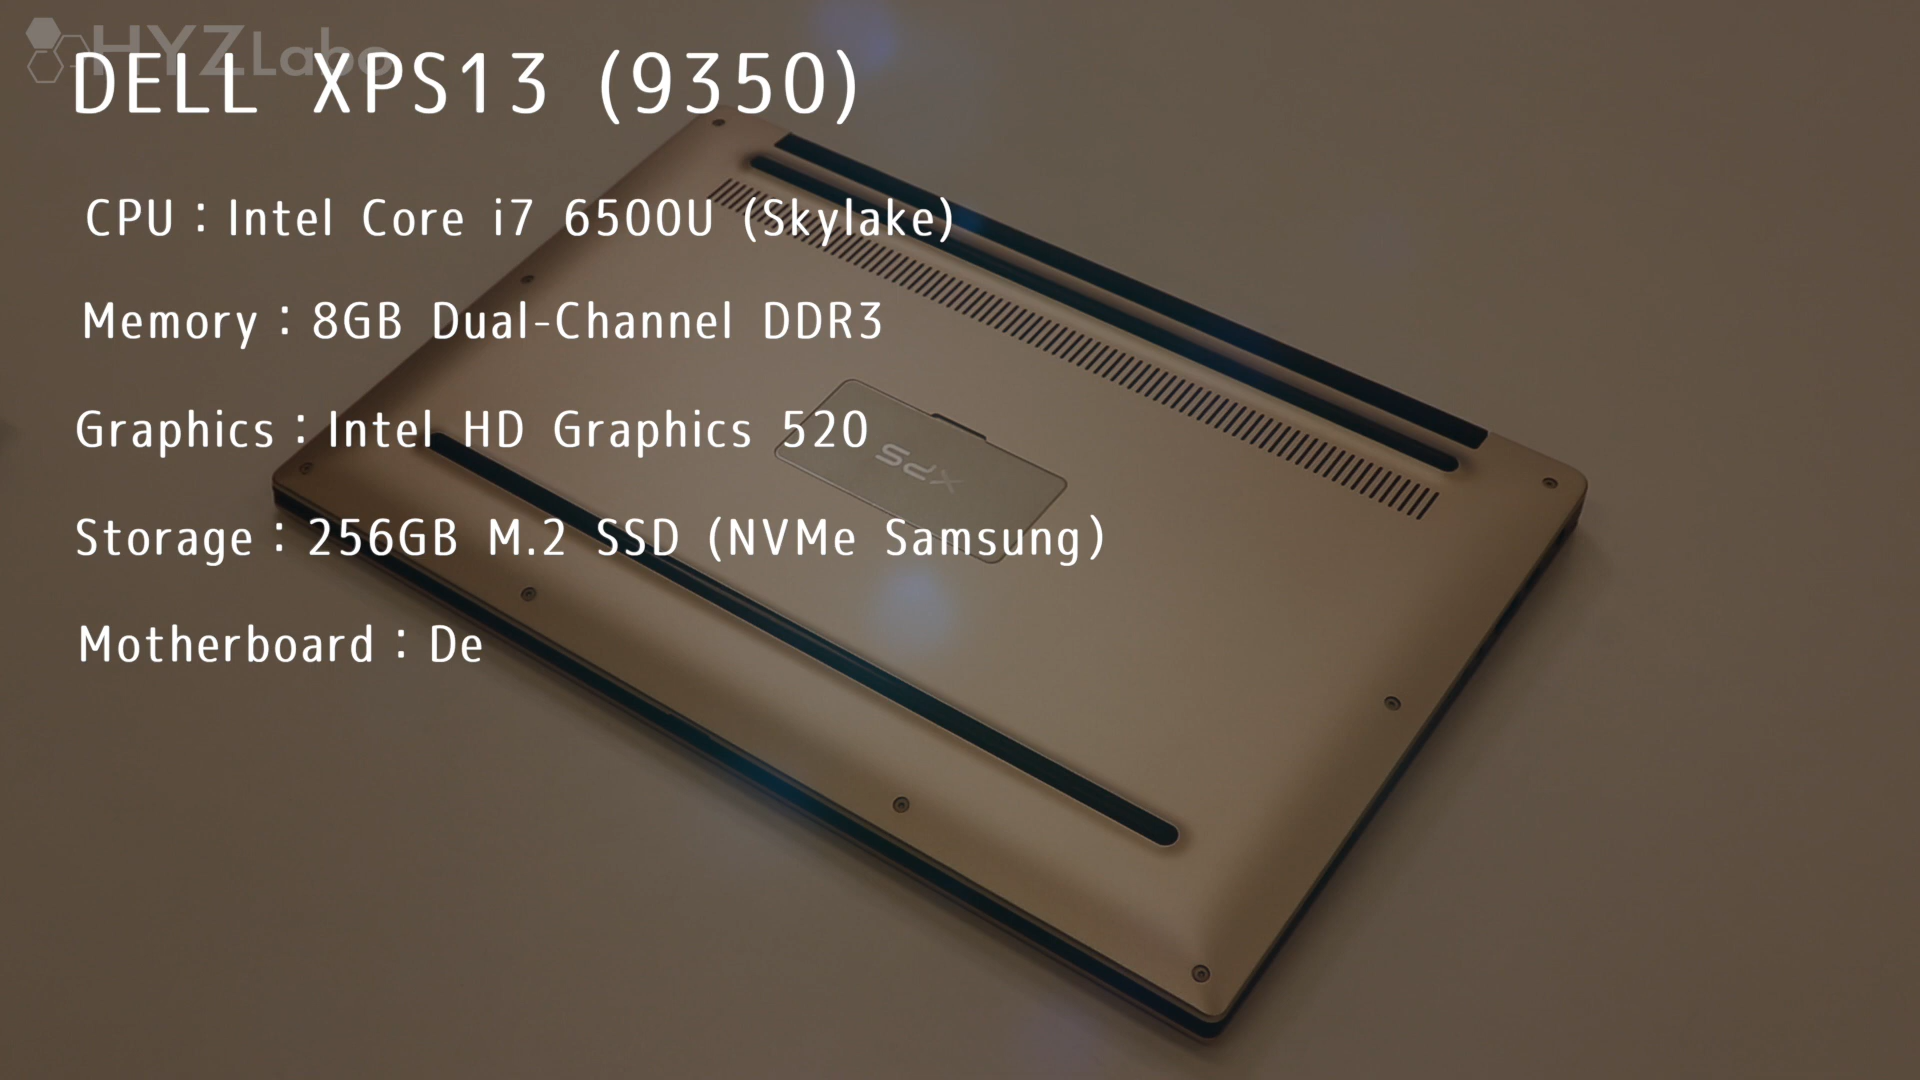 HYZLabo
DELL XPS13 (9350)
CPU：Intel Core i7 6500U (Skylake)
Memory：8GB Dual-Channel DDR3
Graphics：Intel HD Graphics 520
XPS
Storage：256GB M.2 SSD (NVMe Samsung)
Motherboard：De